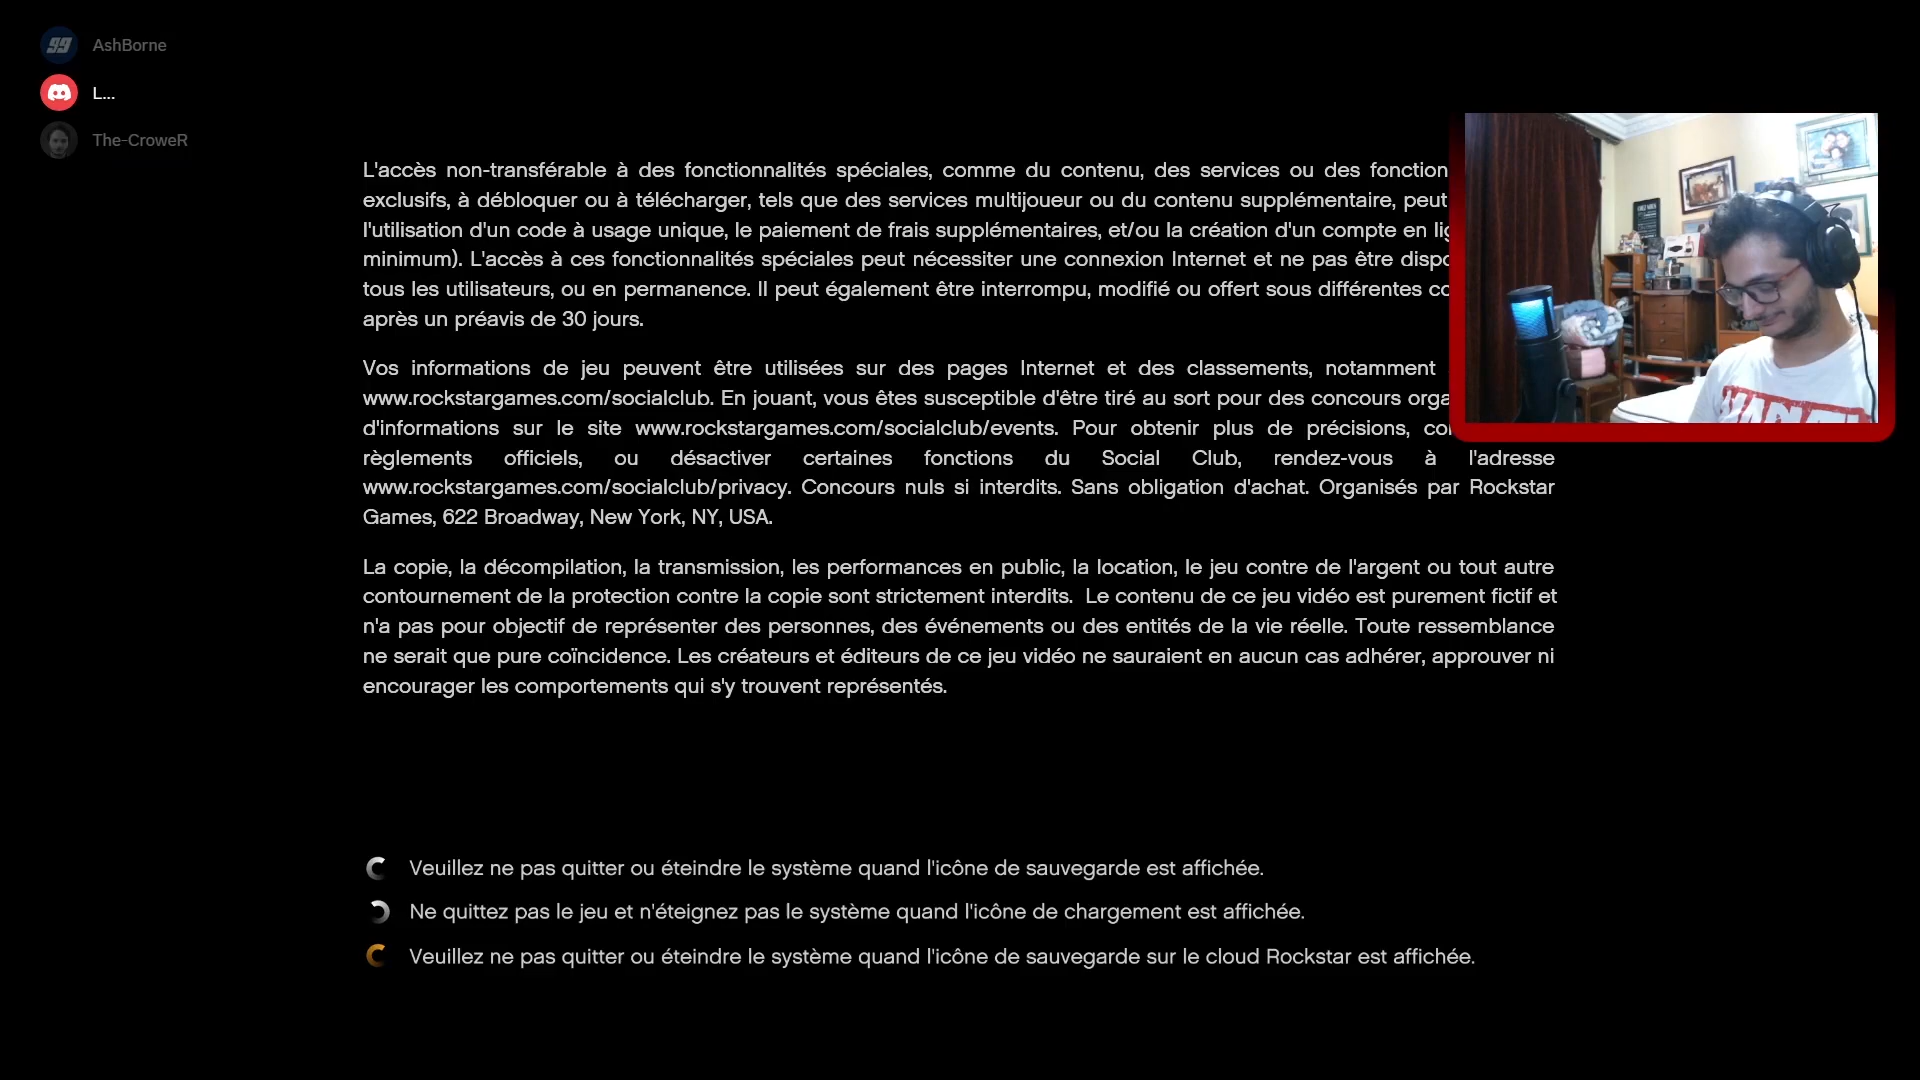 AshBorne
L...
The-CroweR
L'accès non-transférable à des fonctionnalités spéciales, comme du contenu, des services ou des fonction
exclusifs, à débloquer ou à télécharger, tels que des services multijoueur ou du contenu supplémentaire, peut
l'utilisation d'un code à usage unique, le paiement de frais supplémentaires, et/ou la création d'un compte en
minimum). L'accès à ces fonctionnalités spéciales peut nécessiter une connexion Internet et ne pas être
tous les utilisateurs, ou en permanence. Il peut également être interrompu, modifié ou offert sous différentes
après un préavis de 30 jours.
Vos informations de jeu peuvent être utilisées sur des pages Internet et des classements, notamment
www.rockstargames.com/socialclub. En jouant, vous êtes susceptible d'être tiré au sort pour des concours
d'informations sur le site www.rockstargames.com/socialclub/events. Pour obtenir plus de précisions,
règlements officiels, ou désactiver certaines fonctions du Social Club, rendez-vous à l'adresse
www.rockstargames.com/socialclub/privacy. Concours nuls si interdits. Sans obligation d'achat. Organisés par Rockstar
Games, 622 Broadway, New York, NY, USA.
La copie, la décompilation, la transmission, les performances en public, la location, le jeu contre de l'argent ou tout autre
contournement de la protection contre la copie sont strictement interdits. Le contenu de ce jeu vidéo est purement fictif et
n'a pas pour objectif de représenter des personnes, des événements ou des entités de la vie réelle. Toute ressemblance
ne serait que pure coïncidence. Les créateurs et éditeurs de ce jeu vidéo ne sauraient en aucun cas adhérer, approuver ni
encourager les comportements qui s'y trouvent représentés.
Veuillez ne pas quitter ou éteindre le système quand l'icône de sauvegarde est affichée.
Ne quittez pas le jeu et n'éteignez pas le système quand l'icône de chargement est affichée.
Veuillez ne pas quitter ou éteindre le système quand l'icône de sauvegarde sur le cloud Rockstar est affichée.